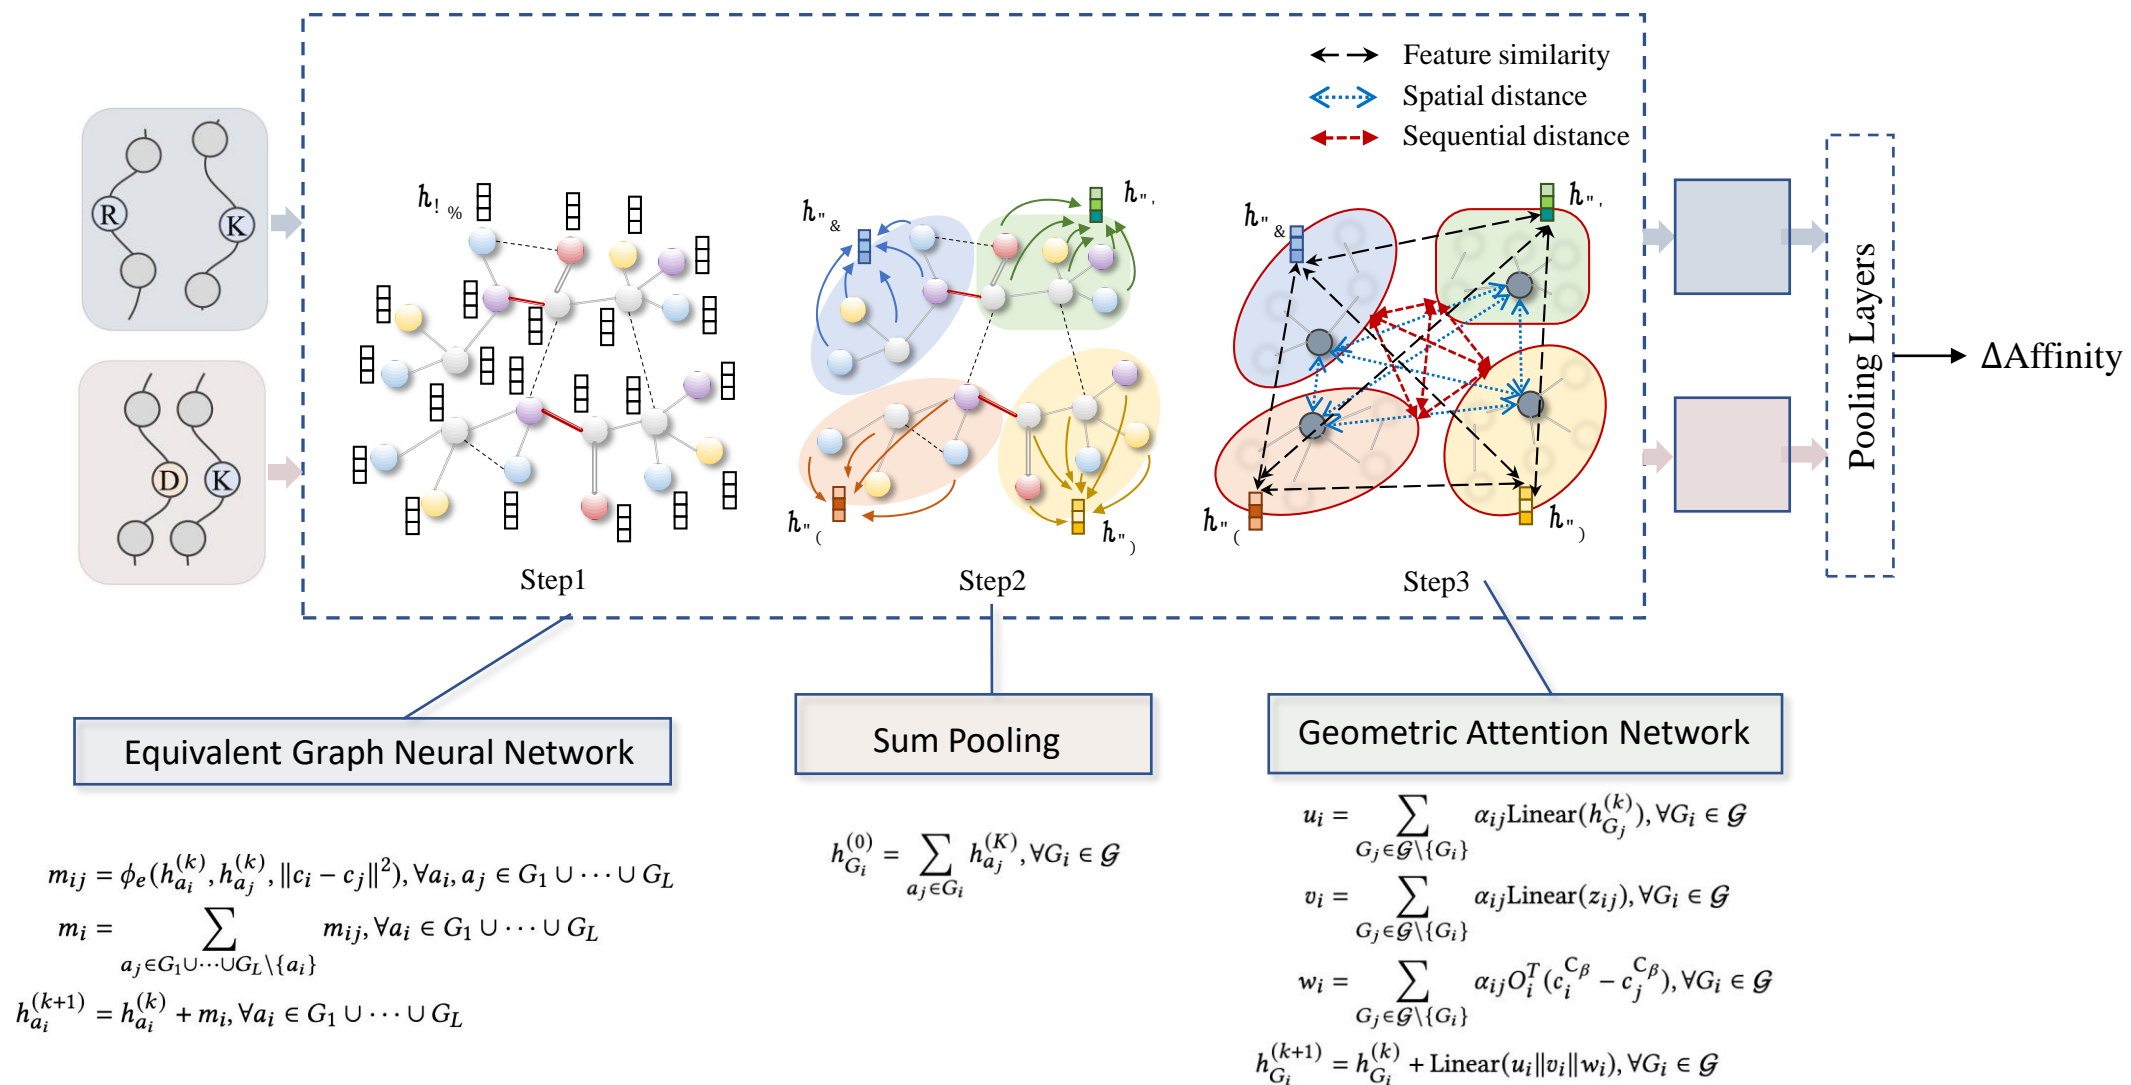 Feature similarity
Spatial distance
Sequential distance
R
K
D
K
h! %
h"&
h"'
h"(
h")
h"&
h"'
h"(
h")
Step1
Step2
Step3
Pooling Layers
ΔAffinity
Equivalent Graph Neural Network
Sum Pooling
Geometric Attention Network
m_{ij} = ϕ_e(h_{a_i}^{(k)}, h_{a_j}^{(k)}, ‖c_i − c_j‖²), ∀a_i, a_j ∈ G_1 ∪ ⋯ ∪ G_L
m_i = ∑_{a_j∈G_1∪⋯∪G_L\{a_i}} m_{ij}, ∀a_i ∈ G_1 ∪ ⋯ ∪ G_L
h_{a_i}^{(k+1)} = h_{a_i}^{(k)} + m_i, ∀a_i ∈ G_1 ∪ ⋯ ∪ G_L
h_{G_i}^{(0)} = ∑_{a_j∈G_i} h_{a_j}^{(K)}, ∀G_i ∈ 𝒢
u_i = ∑_{G_j∈𝒢\{G_i}} α_{ij}Linear(h_{G_j}^{(k)}), ∀G_i ∈ 𝒢
v_i = ∑_{G_j∈𝒢\{G_i}} α_{ij}Linear(z_{ij}), ∀G_i ∈ 𝒢
w_i = ∑_{G_j∈𝒢\{G_i}} α_{ij}O_i^T(c_i^{C_β} − c_j^{C_β}), ∀G_i ∈ 𝒢
h_{G_i}^{(k+1)} = h_{G_i}^{(k)} + Linear(u_i‖v_i‖w_i), ∀G_i ∈ 𝒢